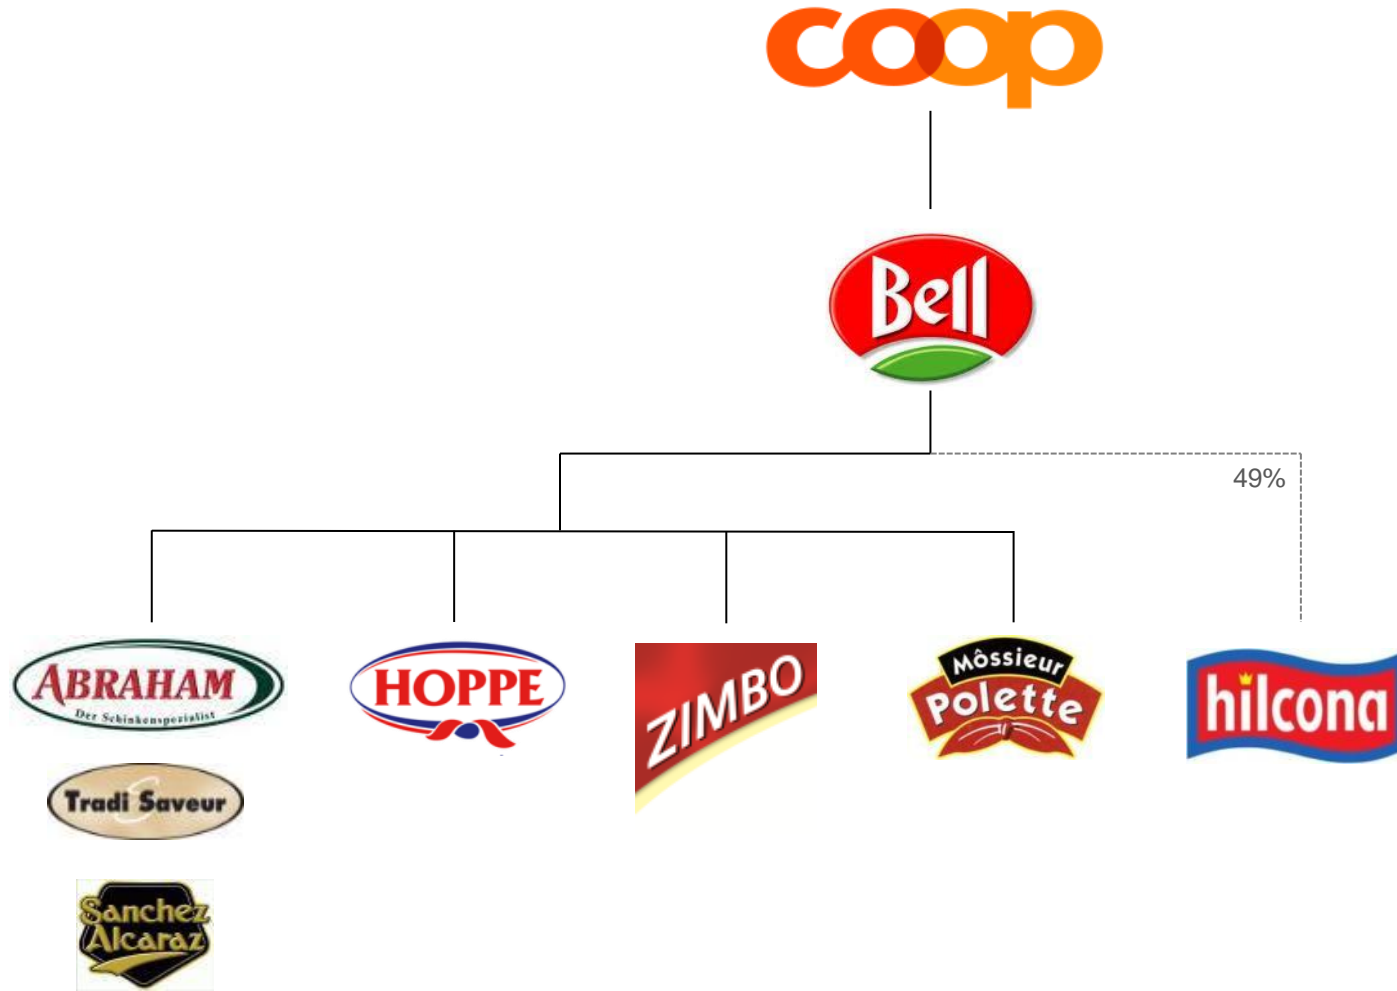 coop
Bell
49%
ABRAHAM
Der Schinkenspezialist
HOPPE
ZIMBO
Môssieur
Polette
hilcona
Tradi Saveur
Sanchez
Alcaraz